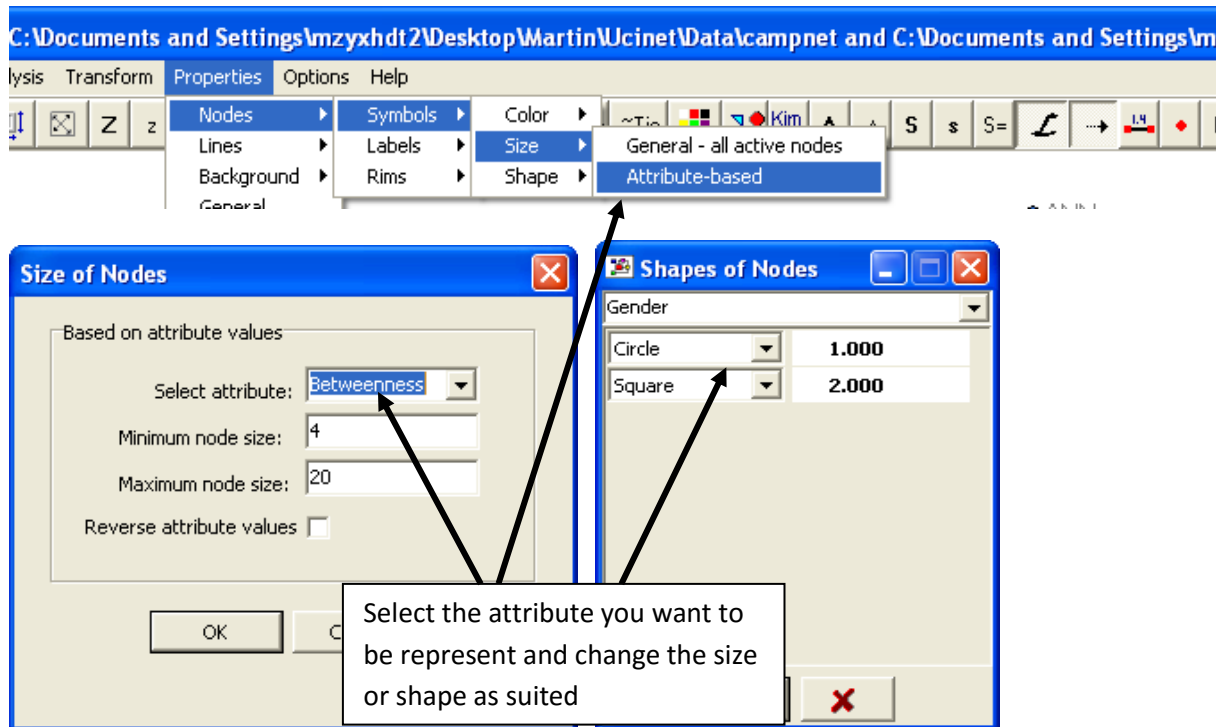 C:\Documents and Settings\mzyxhdt2\Desktop\Martin\Ucinet\Data\campnet and C:\Documents and Settings\m
lysis Transform Properties Options Help
Z z ~Tie Kim A A S s S= L 1.4
Nodes Symbols Color
Lines Labels Size General - all active nodes
Background Rims Shape Attribute-based
General ANN
Size of Nodes
Based on attribute values
Select attribute: Betweenness
Minimum node size: 4
Maximum node size: 20
Reverse attribute values
OK C
Shapes of Nodes
Gender
Circle 1.000
Square 2.000
Select the attribute you want to
be represent and change the size
or shape as suited